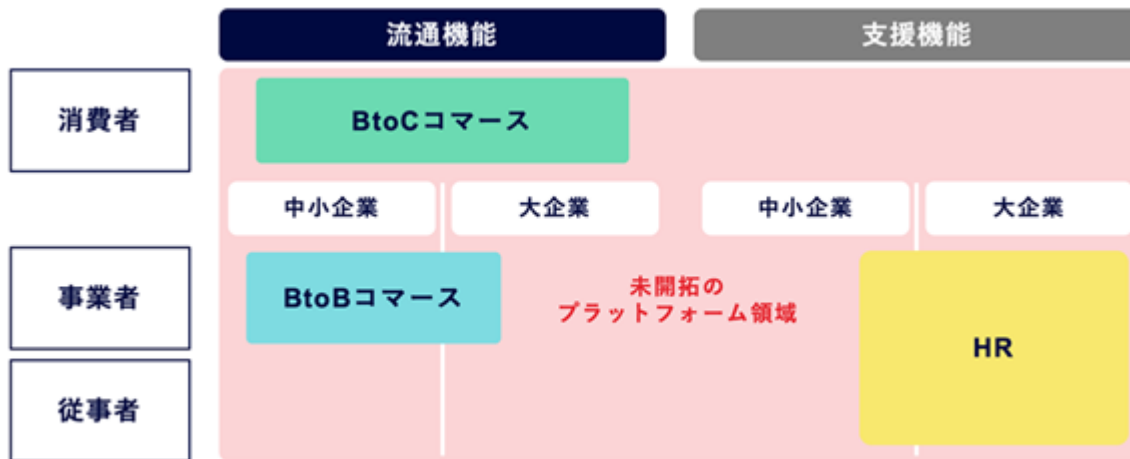 流通機能
支援機能
消費者
BtoCコマース
中小企業
大企業
中小企業
大企業
事業者
BtoBコマース
未開拓の
プラットフォーム領域
HR
従事者